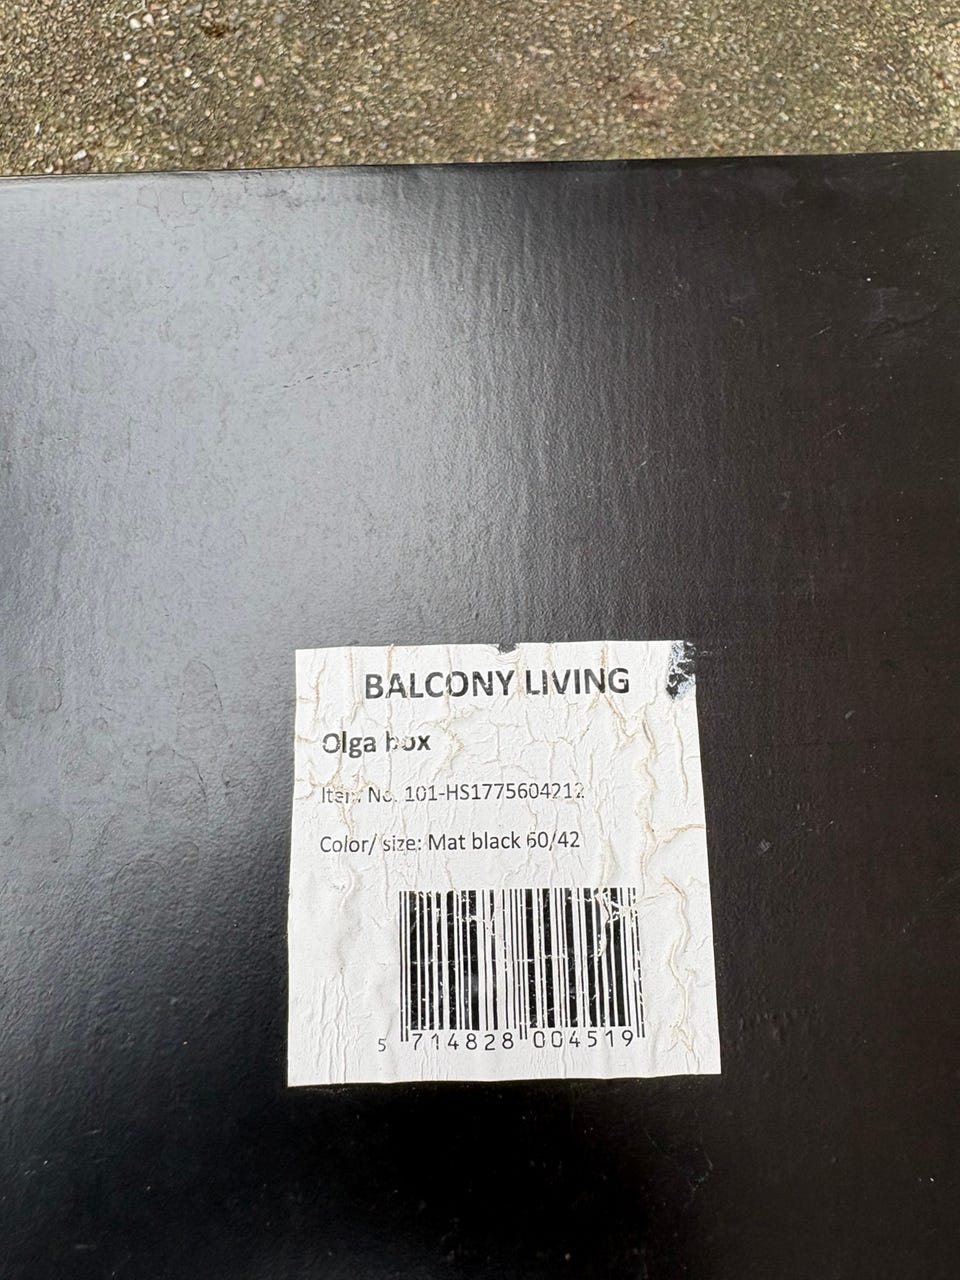 BALCONY LIVING
Olga box
Item No. 101-HS1775604212
Color/ size: Mat black 60/42
5 714828 004519